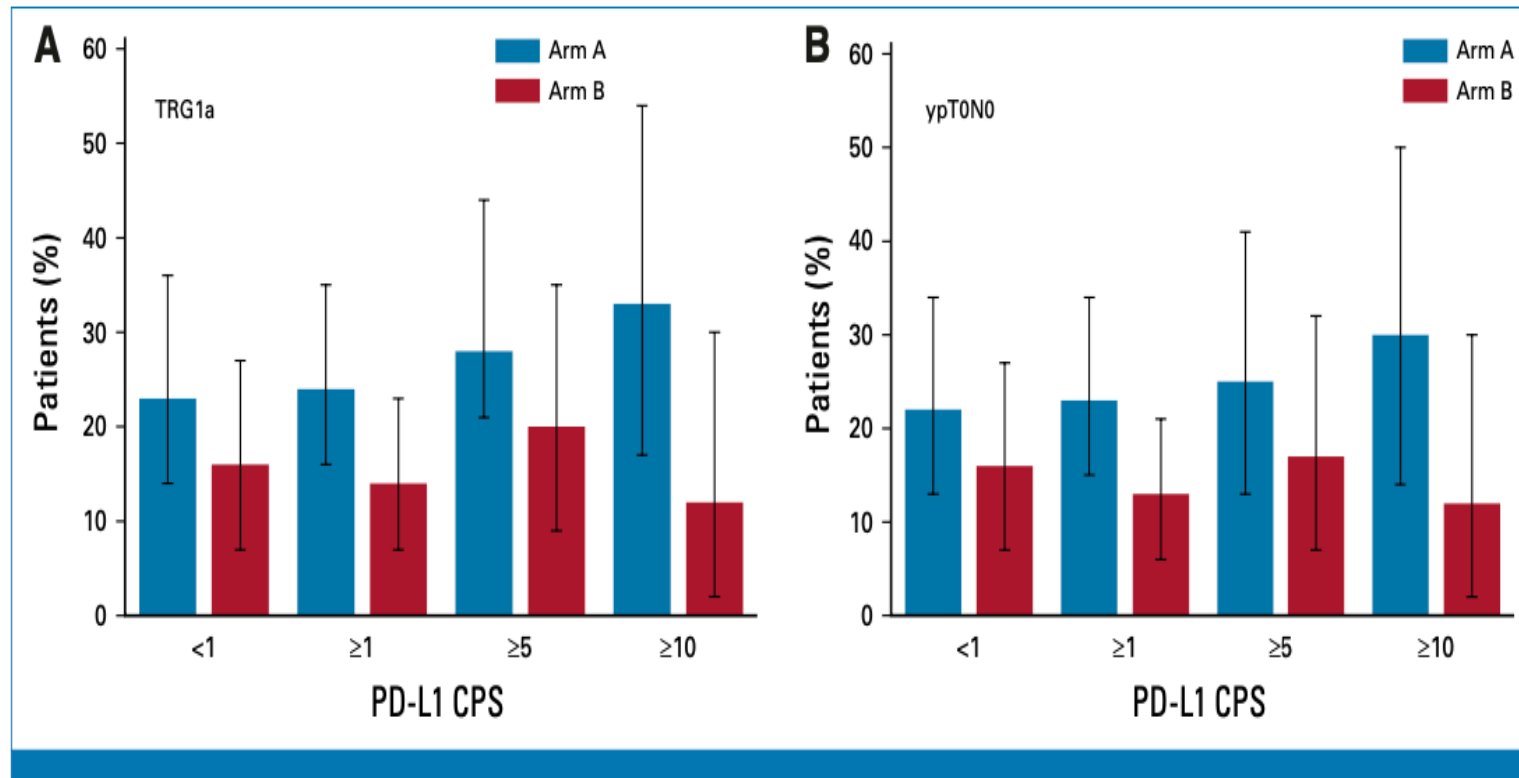 A
Arm A
Arm B
TRG1a
Patients (%)
60
50
40
30
20
10
0
<1 ≥1 ≥5 ≥10
PD-L1 CPS
B
Arm A
Arm B
ypT0N0
Patients (%)
60
50
40
30
20
10
0
<1 ≥1 ≥5 ≥10
PD-L1 CPS